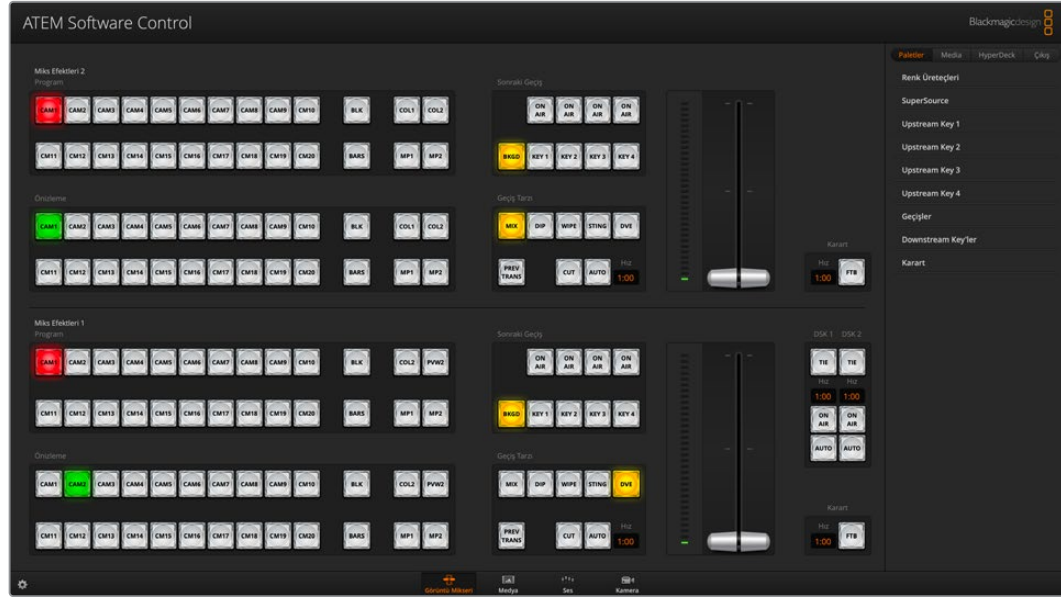 ATEM Software Control
Blackmagicdesign
Paletler Media HyperDeck Çıkış
Renk Üreteçleri
SuperSource
Upstream Key 1
Upstream Key 2
Upstream Key 3
Upstream Key 4
Geçişler
Downstream Key'ler
Karart
Miks Efektleri 2
Program
CAM1 CAM2 CAM3 CAM4 CAM5 CAM6 CAM7 CAM8 CAM9 CM10 BLK COL1 COL2
CM11 CM12 CM13 CM14 CM15 CM16 CM17 CM18 CM19 CM20 BARS MP1 MP2
Önizleme
CAM1 CAM2 CAM3 CAM4 CAM5 CAM6 CAM7 CAM8 CAM9 CM10 BLK COL1 COL2
CM11 CM12 CM13 CM14 CM15 CM16 CM17 CM18 CM19 CM20 BARS MP1 MP2
Sonraki Geçiş
ON AIR ON AIR ON AIR ON AIR
BKGD KEY 1 KEY 2 KEY 3 KEY 4
Geçiş Tarzı
MIX DIP WIPE STING DVE
Hız
PREV TRANS CUT AUTO 1:00
Karart
Hız
1:00 FTB
Miks Efektleri 1
Program
CAM1 CAM2 CAM3 CAM4 CAM5 CAM6 CAM7 CAM8 CAM9 CM10 BLK COL2 PVW2
CM11 CM12 CM13 CM14 CM15 CM16 CM17 CM18 CM19 CM20 BARS MP1 MP2
Önizleme
CAM1 CAM2 CAM3 CAM4 CAM5 CAM6 CAM7 CAM8 CAM9 CM10 BLK COL2 PVW2
CM11 CM12 CM13 CM14 CM15 CM16 CM17 CM18 CM19 CM20 BARS MP1 MP2
Sonraki Geçiş
ON AIR ON AIR ON AIR ON AIR
BKGD KEY 1 KEY 2 KEY 3 KEY 4
Geçiş Tarzı
MIX DIP WIPE STING DVE
Hız
PREV TRANS CUT AUTO 1:00
DSK 1 DSK 2
TIE TIE
Hız Hız
1:00 1:00
ON AIR ON AIR
AUTO AUTO
Karart
Hız
1:00 FTB
Görüntü Mikseri Medya Ses Kamera